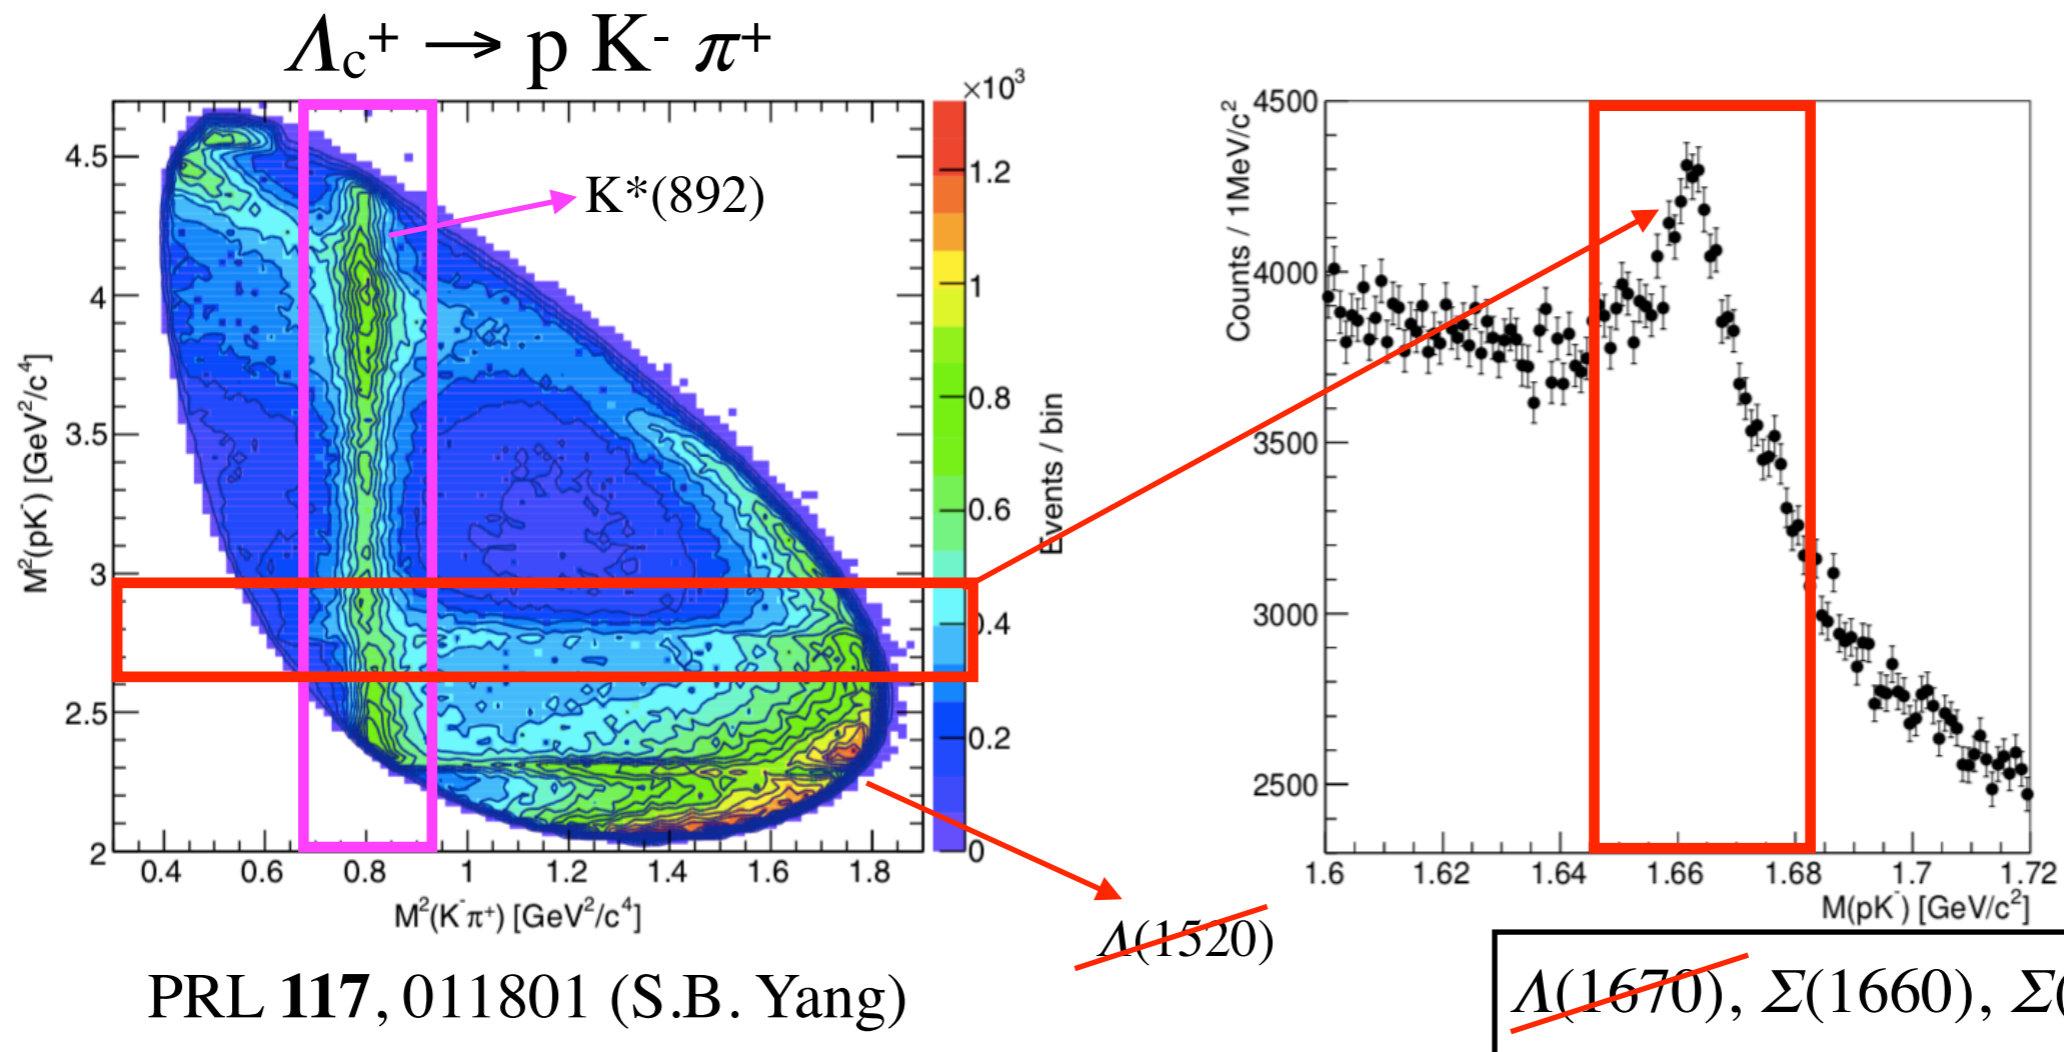 Λc+ → p K- π+
×10³
4.5
4
3.5
3
2.5
2
M²(pK⁻) [GeV²/c⁴]
0.4 0.6 0.8 1 1.2 1.4 1.6 1.8
M²(K⁻π⁺) [GeV²/c⁴]
K*(892)
1.2
1
0.8
0.6
0.4
0.2
0
Events / bin
Λ(1520)
PRL 117, 011801 (S.B. Yang)
4500
4000
3500
3000
2500
Counts / 1MeV/c²
1.6 1.62 1.64 1.66 1.68 1.7 1.72
M(pK⁻) [GeV/c²]
Λ(1670), Σ(1660), Σ(